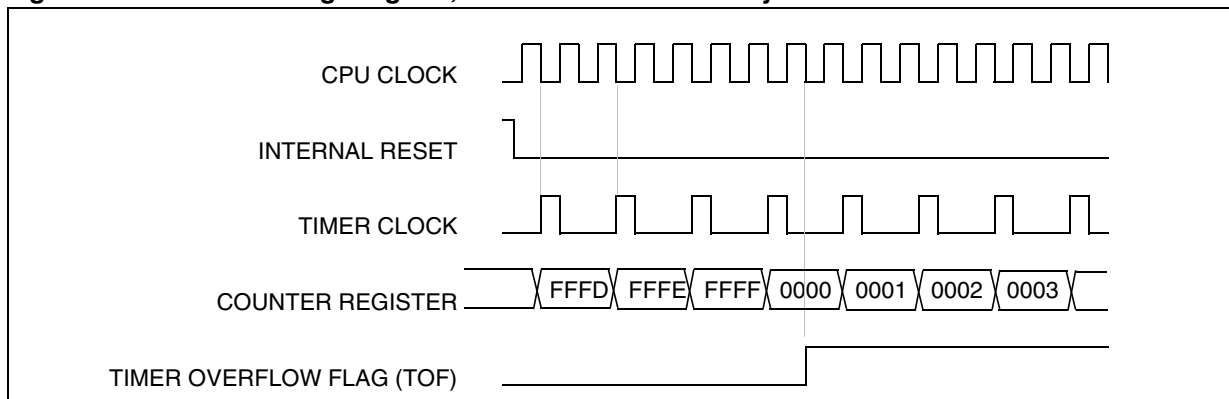 CPU CLOCK
INTERNAL RESET
TIMER CLOCK
COUNTER REGISTER FFFD FFFE FFFF 0000 0001 0002 0003
TIMER OVERFLOW FLAG (TOF)